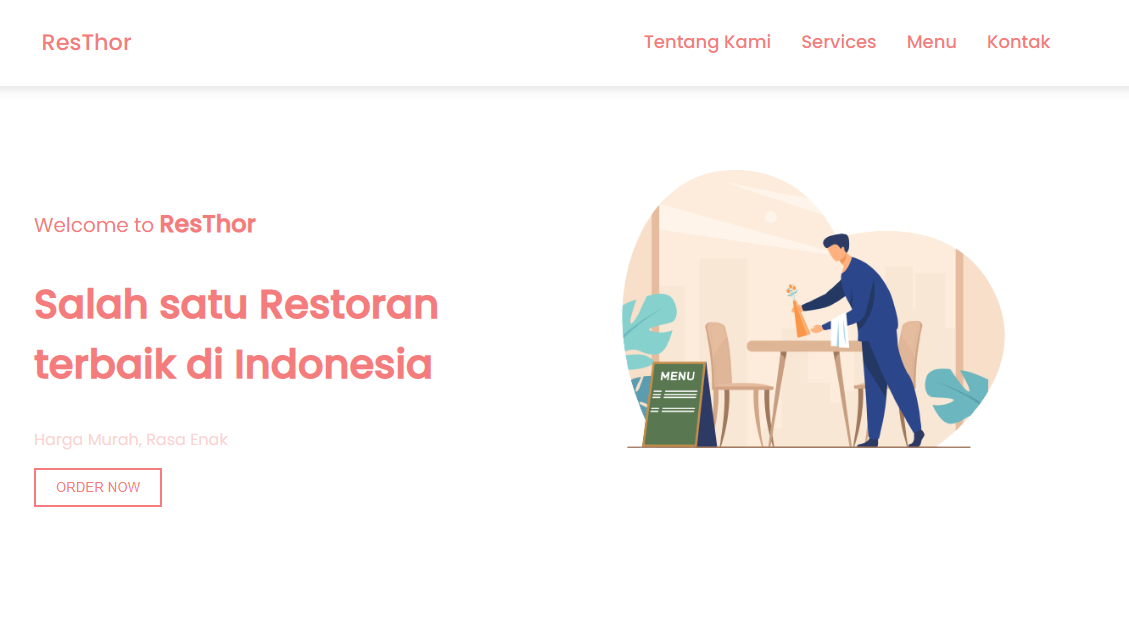 ResThor
Tentang Kami Services Menu Kontak
Welcome to ResThor
Salah satu Restoran
terbaik di Indonesia
Harga Murah, Rasa Enak
ORDER NOW
MENU